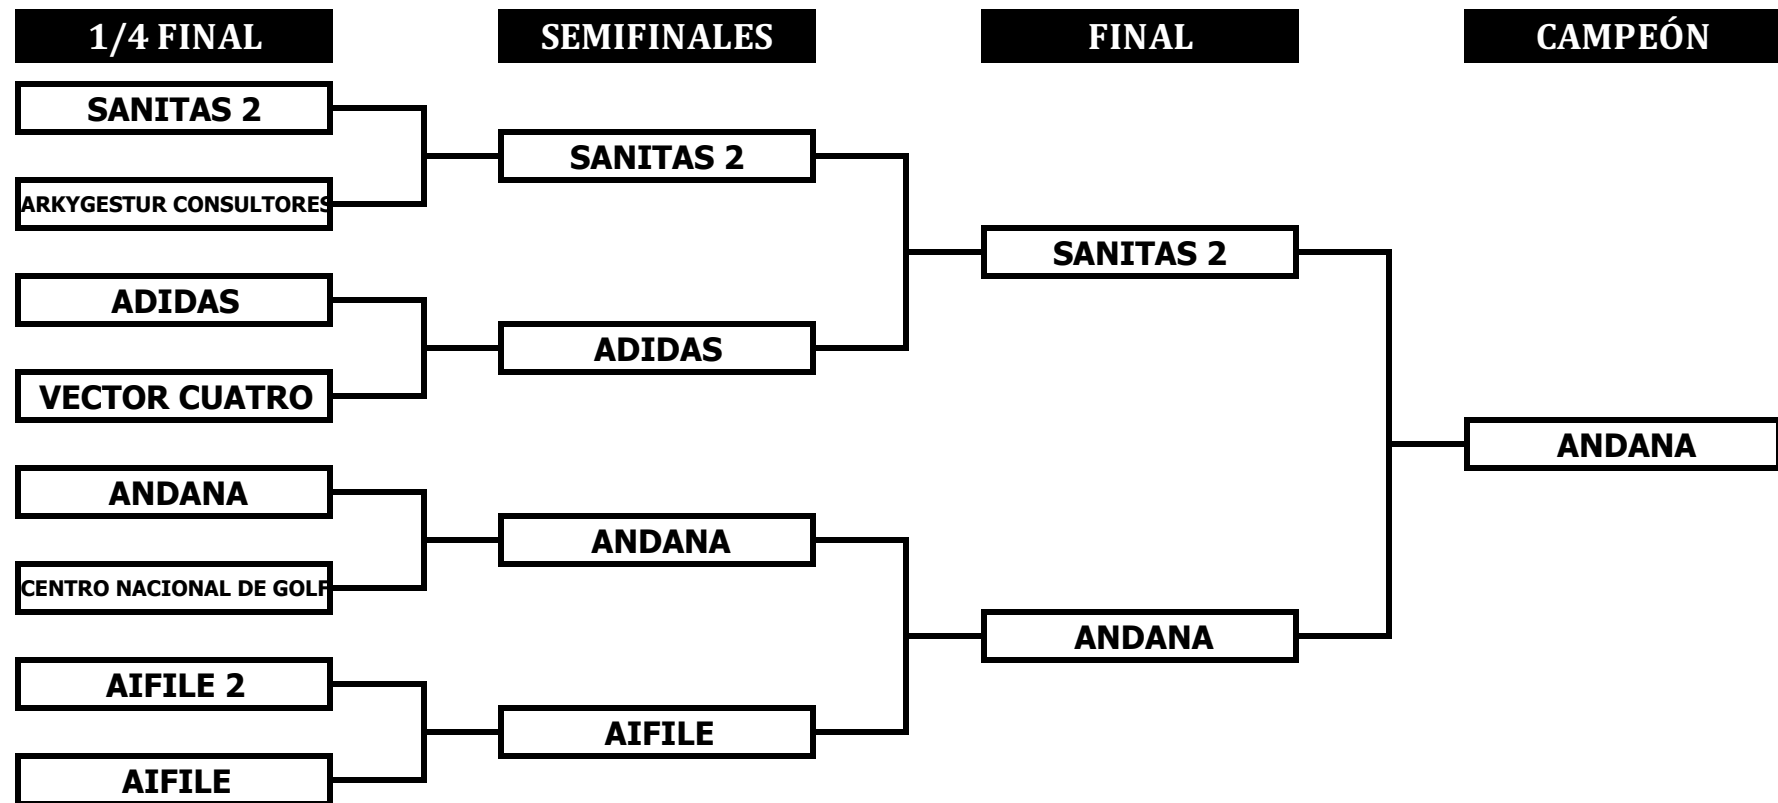 1/4 FINAL
SEMIFINALES
FINAL
CAMPEÓN
SANITAS 2
ARKYGESTUR CONSULTORES
ADIDAS
VECTOR CUATRO
ANDANA
CENTRO NACIONAL DE GOLF
AIFILE 2
AIFILE
SANITAS 2
ADIDAS
ANDANA
AIFILE
SANITAS 2
ANDANA
ANDANA